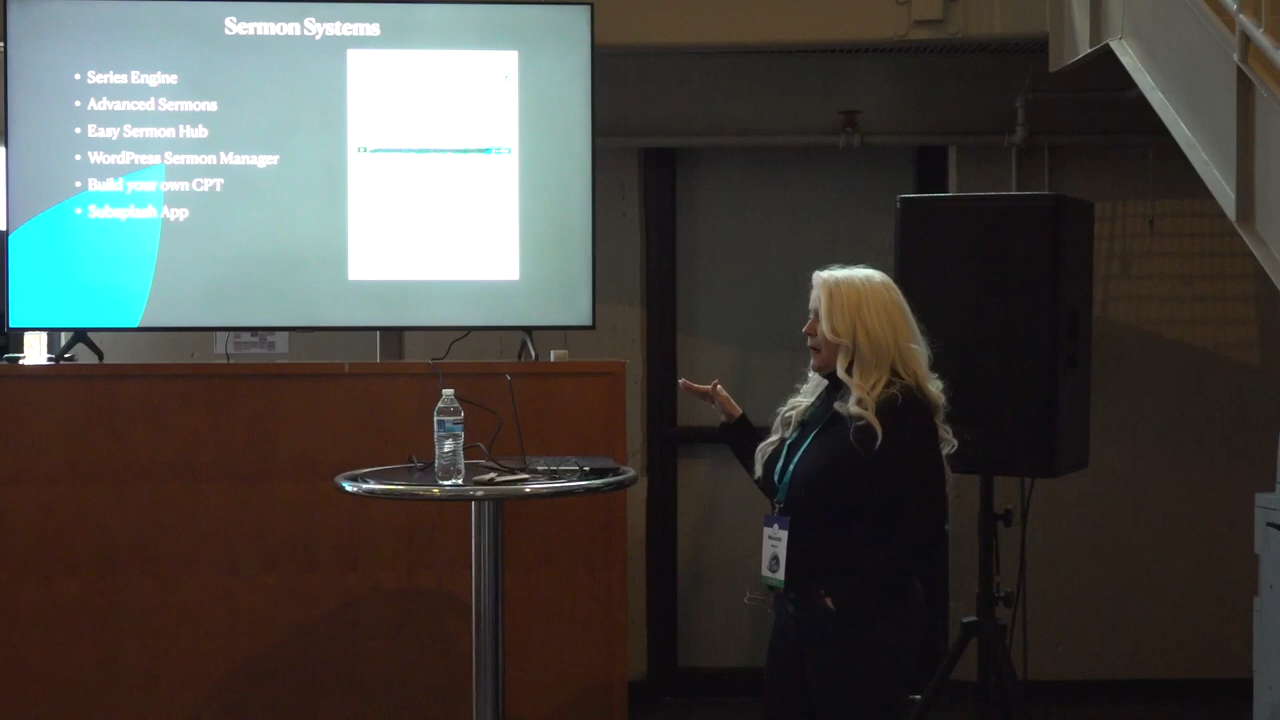 Sermon Systems
• Series Engine
• Advanced Sermons
• Easy Sermon Hub
• WordPress Sermon Manager
• Build your own CPT
• Subsplash App